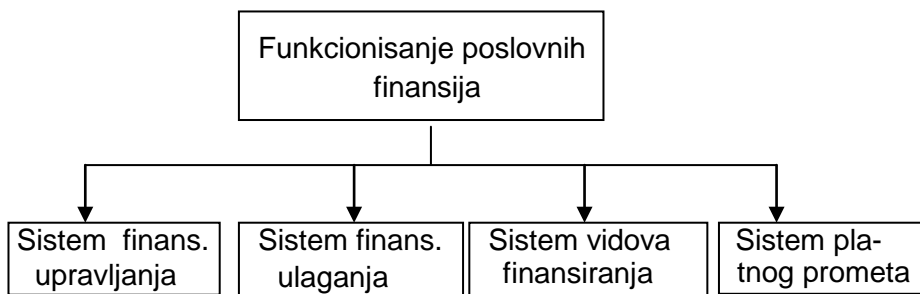 Funkcionisanje poslovnih
finansija
Sistem finans.
upravljanja
Sistem finans.
ulaganja
Sistem vidova
finansiranja
Sistem pla-
tnog prometa